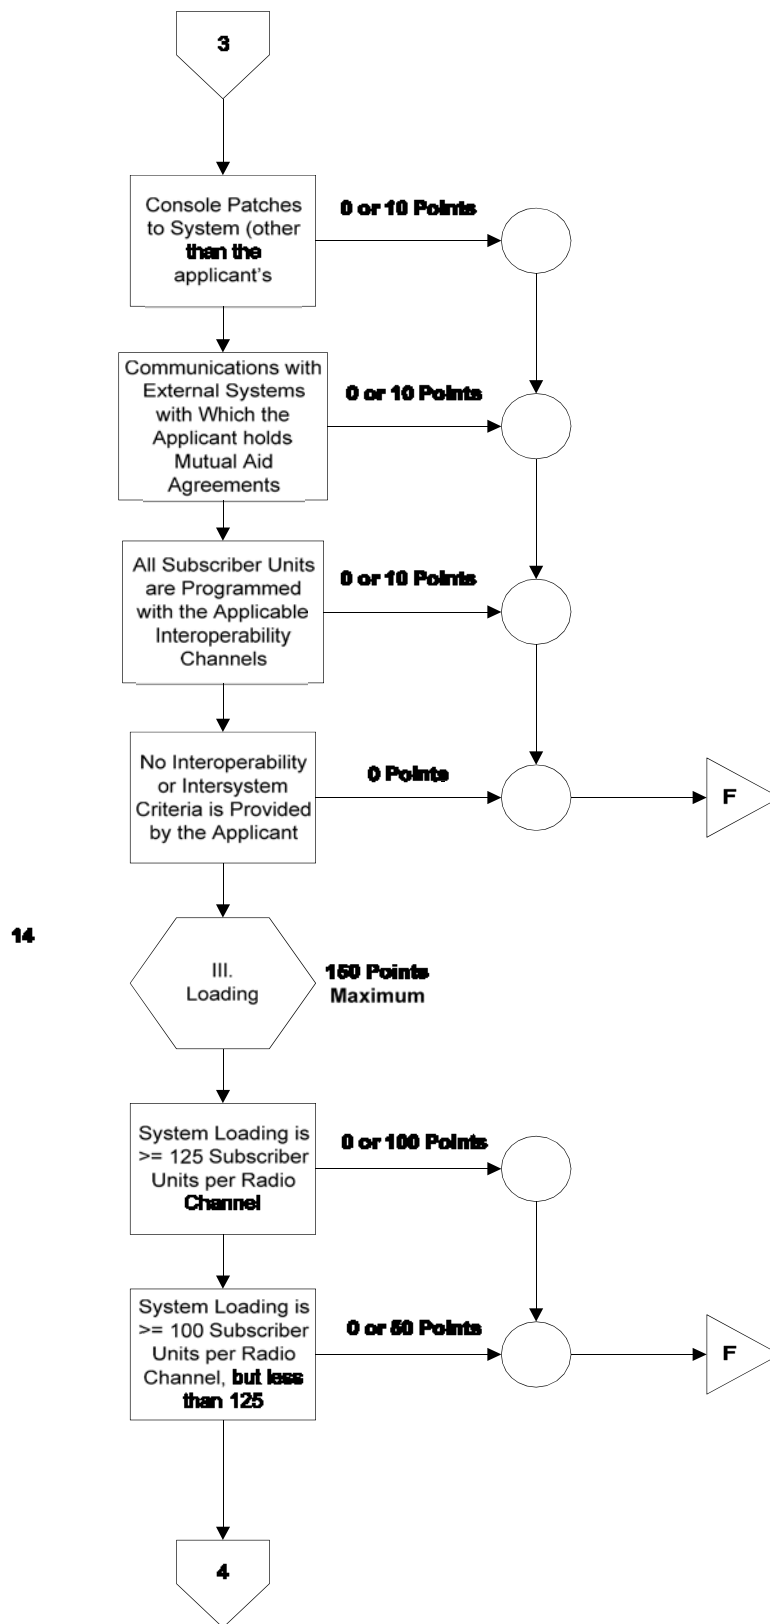 3
Console Patches
to System (other
than the
applicant's
0 or 10 Points
Communications with
External Systems
with Which the
Applicant holds
Mutual Aid
Agreements
0 or 10 Points
All Subscriber Units
are Programmed
with the Applicable
Interoperability
Channels
0 or 10 Points
No Interoperability
or Intersystem
Criteria is Provided
by the Applicant
0 Points
F
14
III.
Loading
150 Points
Maximum
System Loading is
>= 125 Subscriber
Units per Radio
Channel
0 or 100 Points
System Loading is
>= 100 Subscriber
Units per Radio
Channel, but less
than 125
0 or 50 Points
F
4